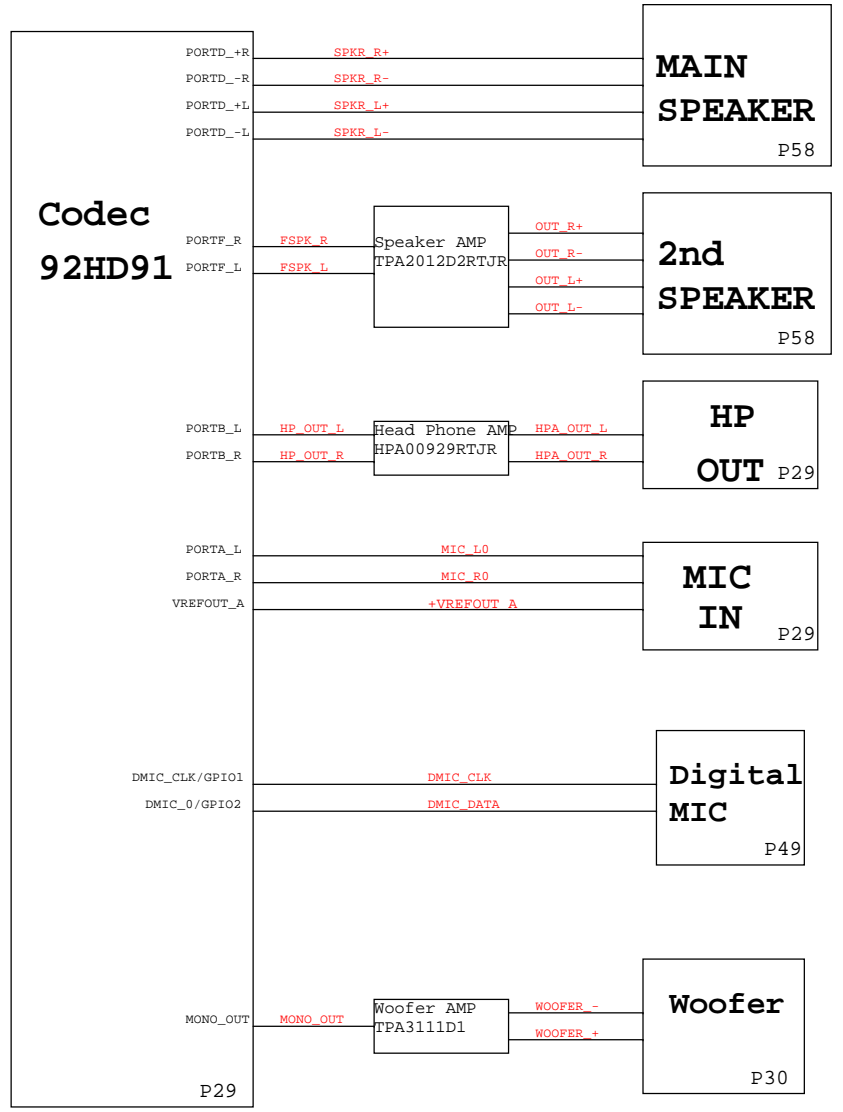 Codec
92HD91
P29
PORTD_+R
SPKR_R+
PORTD_-R
SPKR_R-
PORTD_+L
SPKR_L+
PORTD_-L
SPKR_L-
MAIN
SPEAKER
P58
PORTF_R
FSPK_R
PORTF_L
FSPK_L
Speaker AMP
TPA2012D2RTJR
OUT_R+
OUT_R-
OUT_L+
OUT_L-
2nd
SPEAKER
P58
PORTB_L
HP_OUT_L
PORTB_R
HP_OUT_R
Head Phone AMP
HPA00929RTJR
HPA_OUT_L
HPA_OUT_R
HP
OUT
P29
PORTA_L
MIC_L0
PORTA_R
MIC_R0
VREFOUT_A
+VREFOUT_A
MIC
IN
P29
DMIC_CLK/GPIO1
DMIC_CLK
DMIC_0/GPIO2
DMIC_DATA
Digital
MIC
P49
MONO_OUT
MONO_OUT
Woofer AMP
TPA3111D1
WOOFER_-
WOOFER_+
Woofer
P30